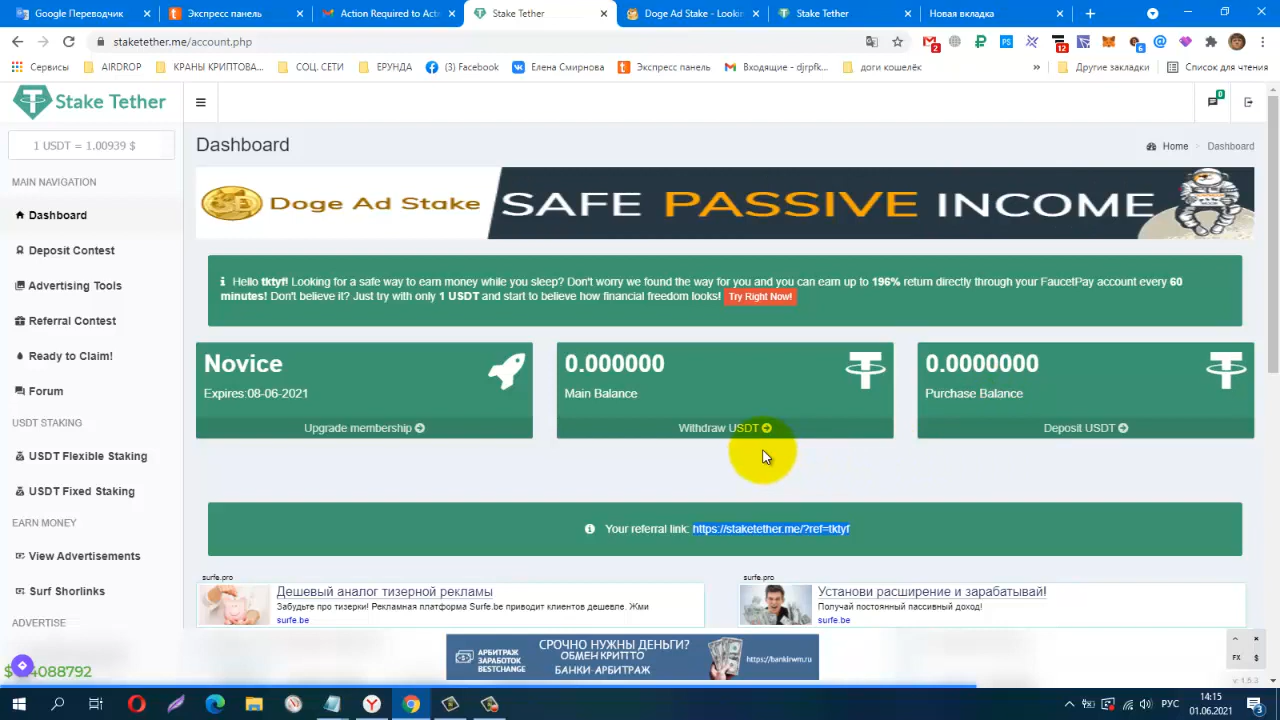 Google Переводчик
Экспресс панель
Action Required to Act
Stake Tether
Doge Ad Stake - Lookin
Stake Tether
Новая вкладка
staketether.me/account.php
2
12
6
Сервисы
AIRDROP
КРАНЫ КРИПТОВА...
СОЦ. СЕТИ
ЕРУНДА
(3) Facebook
Елена Смирнова
Экспресс панель
Входящие - djrpfk...
доги кошелёк
»
Другие закладки
Список для чтения
Stake Tether
0
1 USDT = 1.00939 $
Dashboard
Home > Dashboard
MAIN NAVIGATION
Dashboard
Deposit Contest
Advertising Tools
Referral Contest
Ready to Claim!
Forum
USDT STAKING
USDT Flexible Staking
USDT Fixed Staking
EARN MONEY
View Advertisements
Surf Shorlinks
ADVERTISE
Doge Ad Stake SAFE PASSIVE INCOME
Hello tktyf! Looking for a safe way to earn money while you sleep? Don't worry we found the way for you and you can earn up to 196% return directly through your FaucetPay account every 60
minutes! Don't believe it? Just try with only 1 USDT and start to believe how financial freedom looks! Try Right Now!
Novice
Expires:08-06-2021
Upgrade membership
0.000000
Main Balance
Withdraw USDT
0.0000000
Purchase Balance
Deposit USDT
Your referral link: https://staketether.me/?ref=tktyf
surfe.pro
Дешевый аналог тизерной рекламы
Забудьте про тизерки! Рекламная платформа Surfe.be приводит клиентов дешевле. Жми
surfe.be
surfe.pro
Установи расширение и зарабатывай!
Получай постоянный пассивный доход!
surfe.be
АРБИТРАЖ
ЗАРАБОТОК
BESTCHANGE
СРОЧНО НУЖНЫ ДЕНЬГИ?
ОБМЕН КРИПТО
БАНКИ-АРБИТРАЖ
https://bankirwm.ru
4088792
FX $
v 1.5.3
РУС
14:15
01.06.2021
3